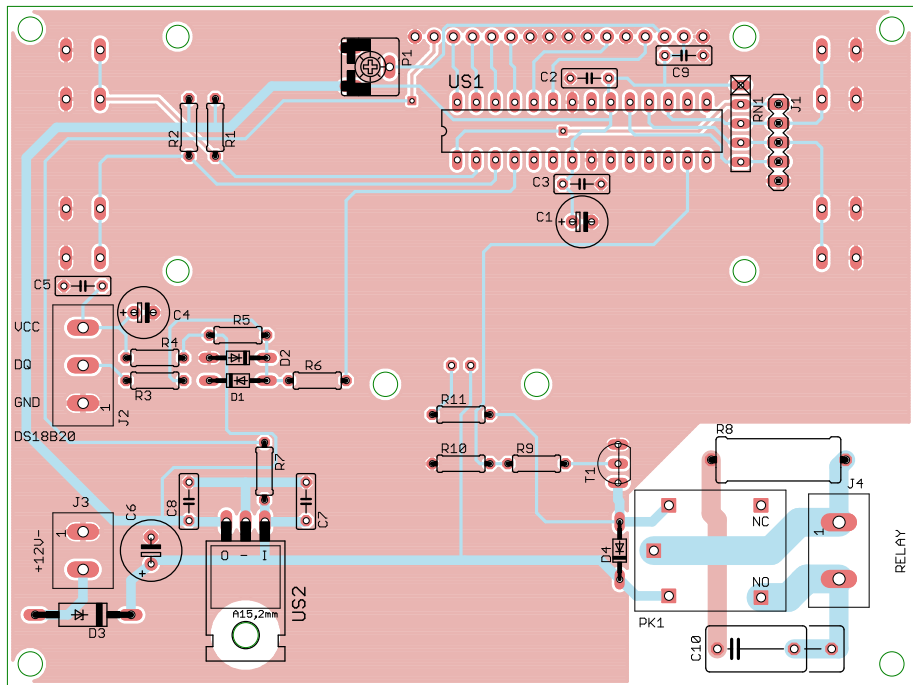 P1
US1
C2
C9
R2
R1
RN1
J1
C3
C1
C5
C4
VCC
DQ
GND
1
J2
DS18B20
R5
R4
D2
R3
D1
R6
R11
R10
R9
T1
R7
R8
J3
1
+12V-
C6
C8
C7
O - I
A15,2mm
US2
D3
D4
NC
NO
PK1
J4
1
RELAY
C10